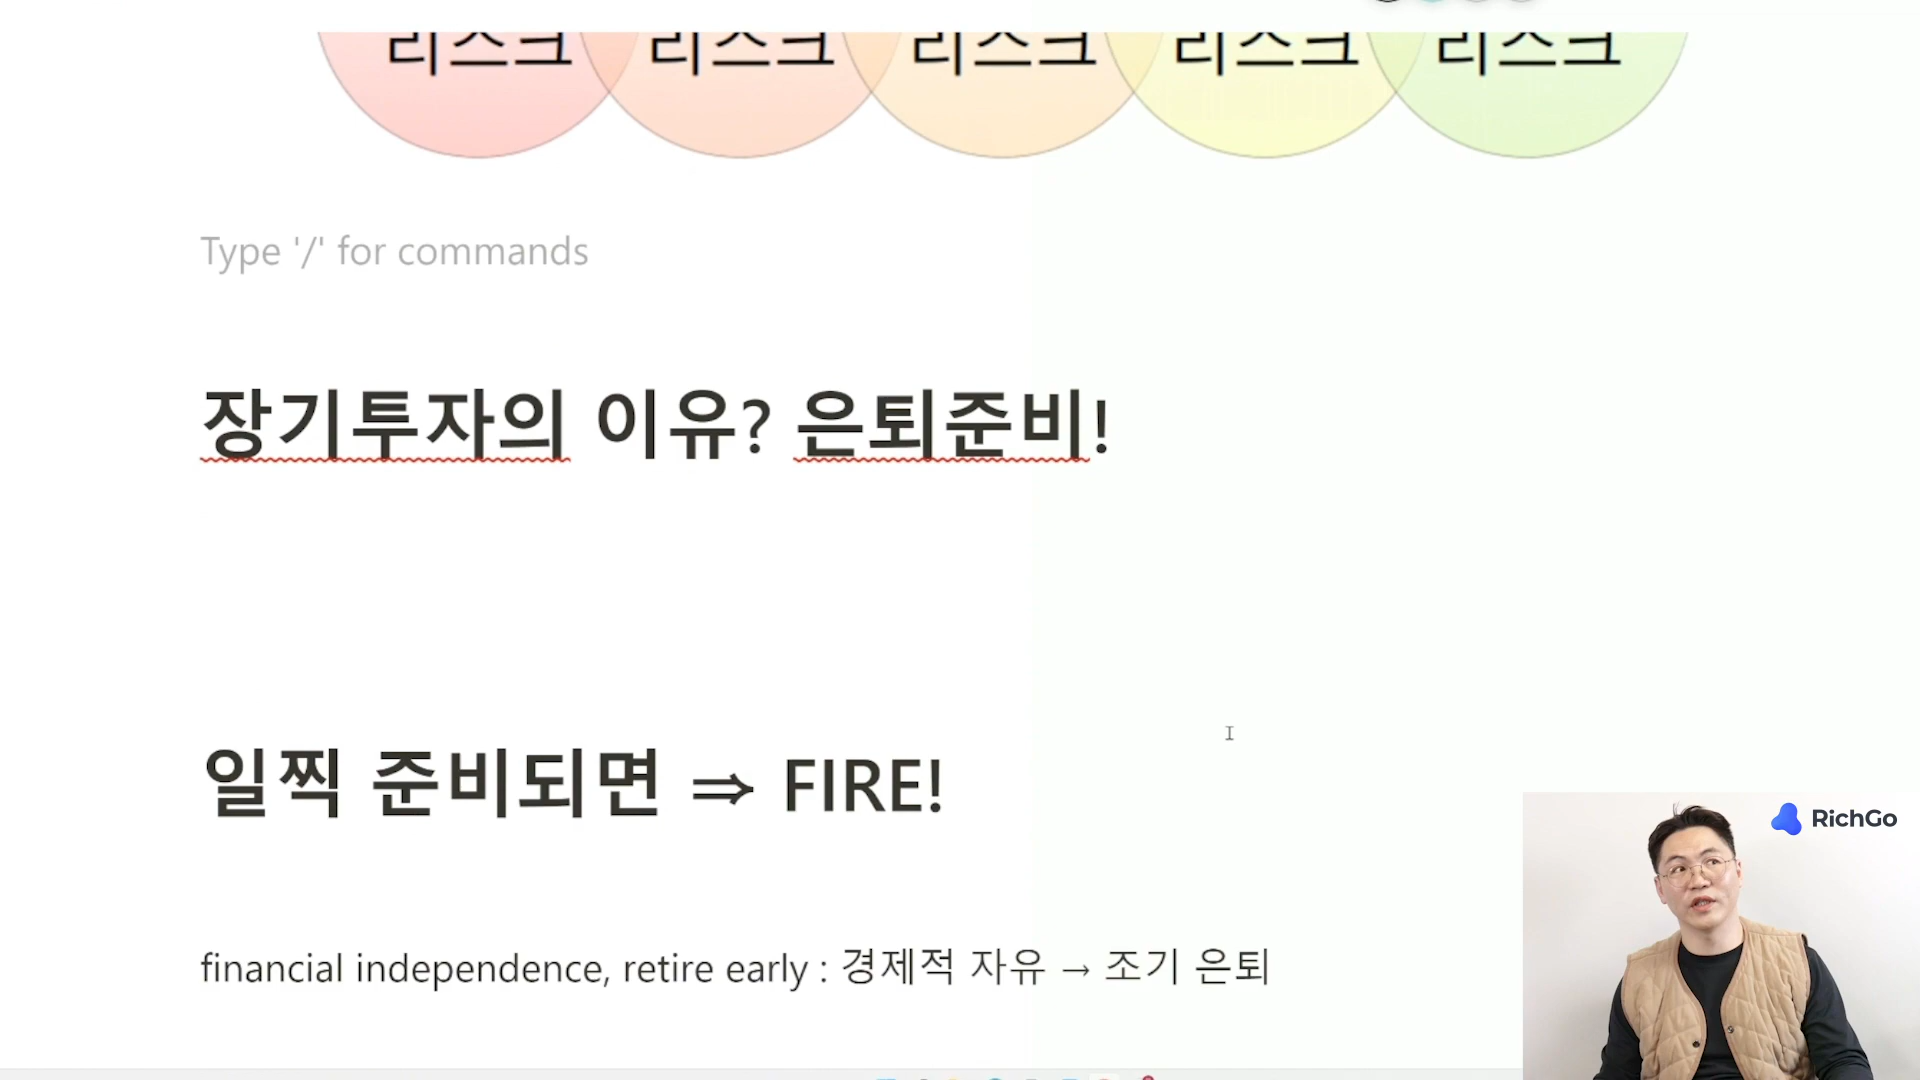 리스크 리스크 리스크 리스크 리스크
Type '/' for commands
장기투자의 이유? 은퇴준비!
일찍 준비되면 ⇒ FIRE!
RichGo
financial independence, retire early : 경제적 자유 → 조기 은퇴